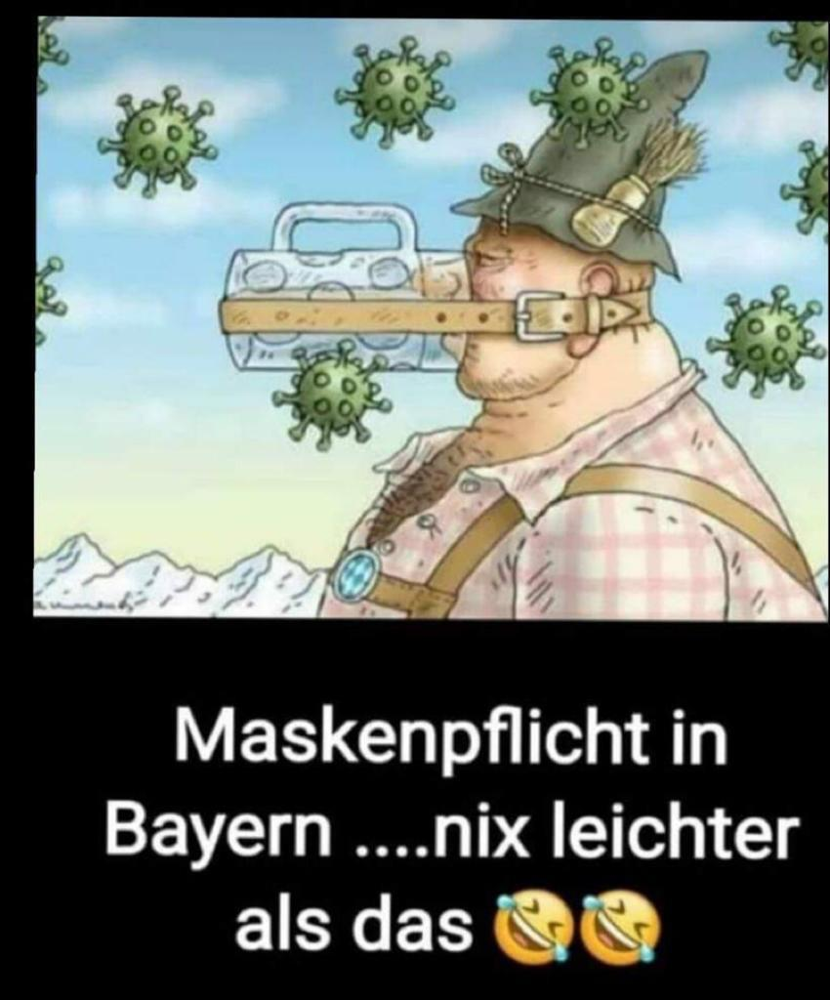 Maskenpflicht in
Bayern ....nix leichter
als das 🤣🤣